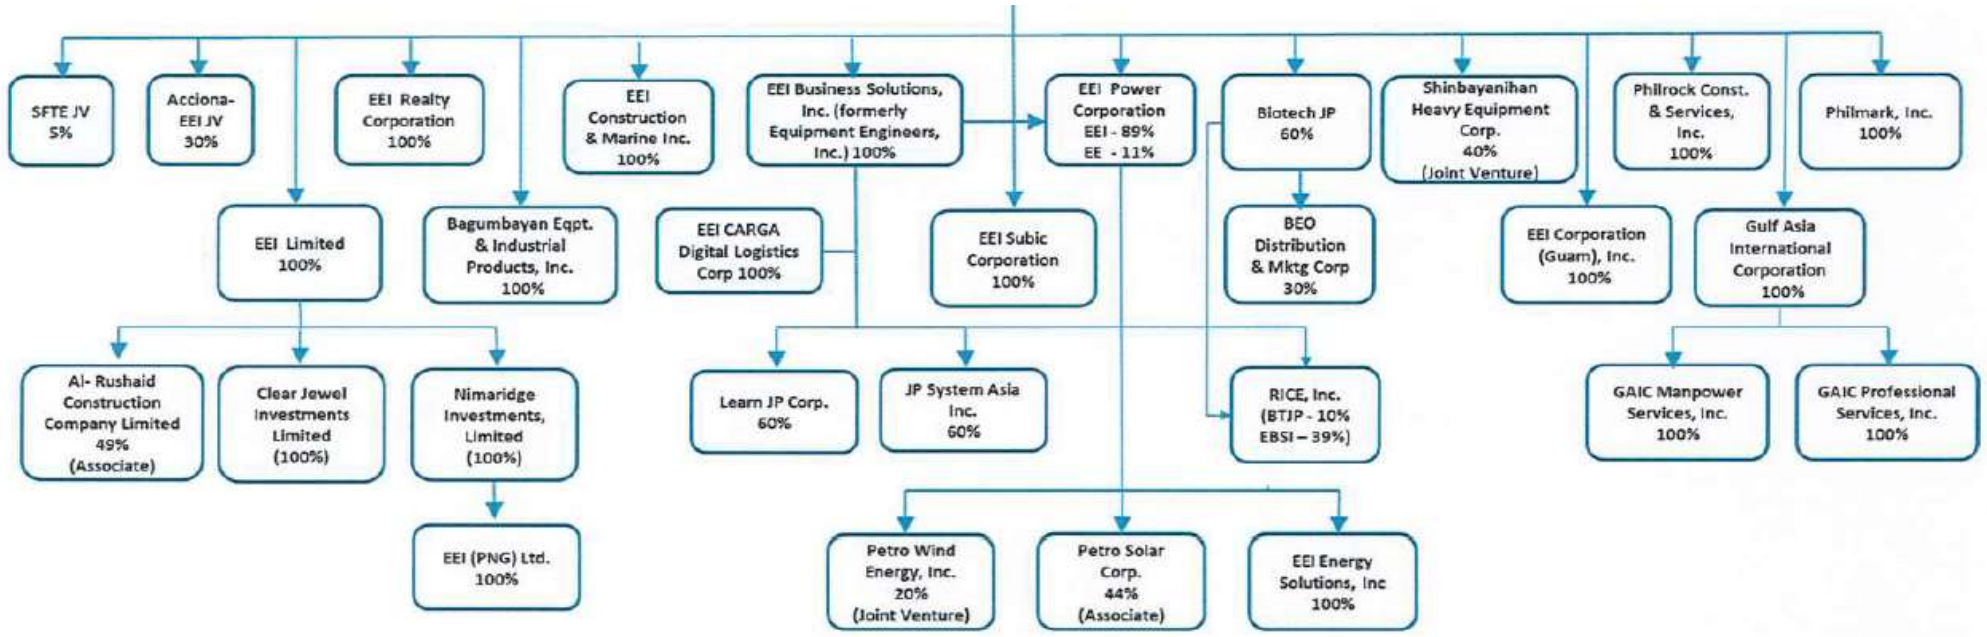 SFTE JV
5%
Acciona-
EEI JV
30%
EEI Realty
Corporation
100%
EEI
Construction
& Marine Inc.
100%
EEI Business Solutions,
Inc. (formerly
Equipment Engineers,
Inc.) 100%
EEI Power
Corporation
EEI - 89%
EE - 11%
Biotech JP
60%
Shinbayanihan
Heavy Equipment
Corp.
40%
(Joint Venture)
Philrock Const.
& Services,
Inc.
100%
Philmark, Inc.
100%
EEI Limited
100%
Bagumbayan Eqpt.
& Industrial
Products, Inc.
100%
EEI CARGA
Digital Logistics
Corp 100%
EEI Subic
Corporation
100%
BEO
Distribution
& Mktg Corp
30%
EEI Corporation
(Guam), Inc.
100%
Gulf Asia
International
Corporation
100%
Al- Rushaid
Construction
Company Limited
49%
(Associate)
Clear Jewel
Investments
Limited
(100%)
Nimaridge
Investments,
Limited
(100%)
Learn JP Corp.
60%
JP System Asia
Inc.
60%
RICE, Inc.
(BTJP - 10%
EBSI – 39%)
GAIC Manpower
Services, Inc.
100%
GAIC Professional
Services, Inc.
100%
EEI (PNG) Ltd.
100%
Petro Wind
Energy, Inc.
20%
(Joint Venture)
Petro Solar
Corp.
44%
(Associate)
EEI Energy
Solutions, Inc
100%